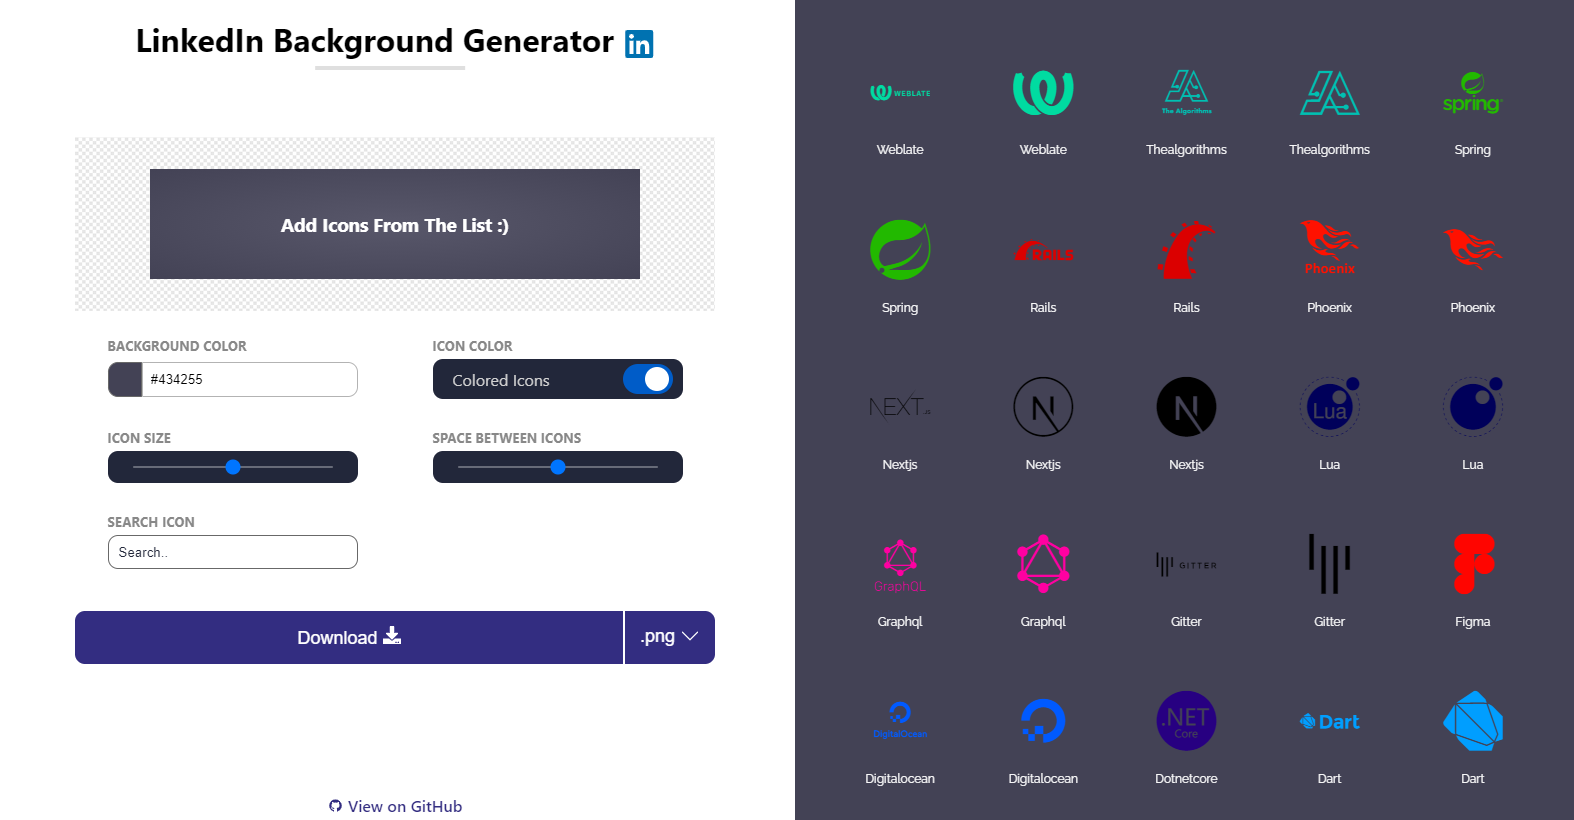 LinkedIn Background Generator in
Add Icons From The List :)
BACKGROUND COLOR
#434255
ICON COLOR
Colored Icons
ICON SIZE
SPACE BETWEEN ICONS
SEARCH ICON
Search..
Download
.png
View on GitHub
WEBLATE
The Algorithms
spring
Weblate
Weblate
Thealgorithms
Thealgorithms
Spring
RAILS
Phoenix
Spring
Rails
Rails
Phoenix
Phoenix
NEXT.JS
N
N
Lua
Nextjs
Nextjs
Nextjs
Lua
Lua
GraphQL
GITTER
Graphql
Graphql
Gitter
Gitter
Figma
DigitalOcean
.NET
Core
Dart
Digitalocean
Digitalocean
Dotnetcore
Dart
Dart